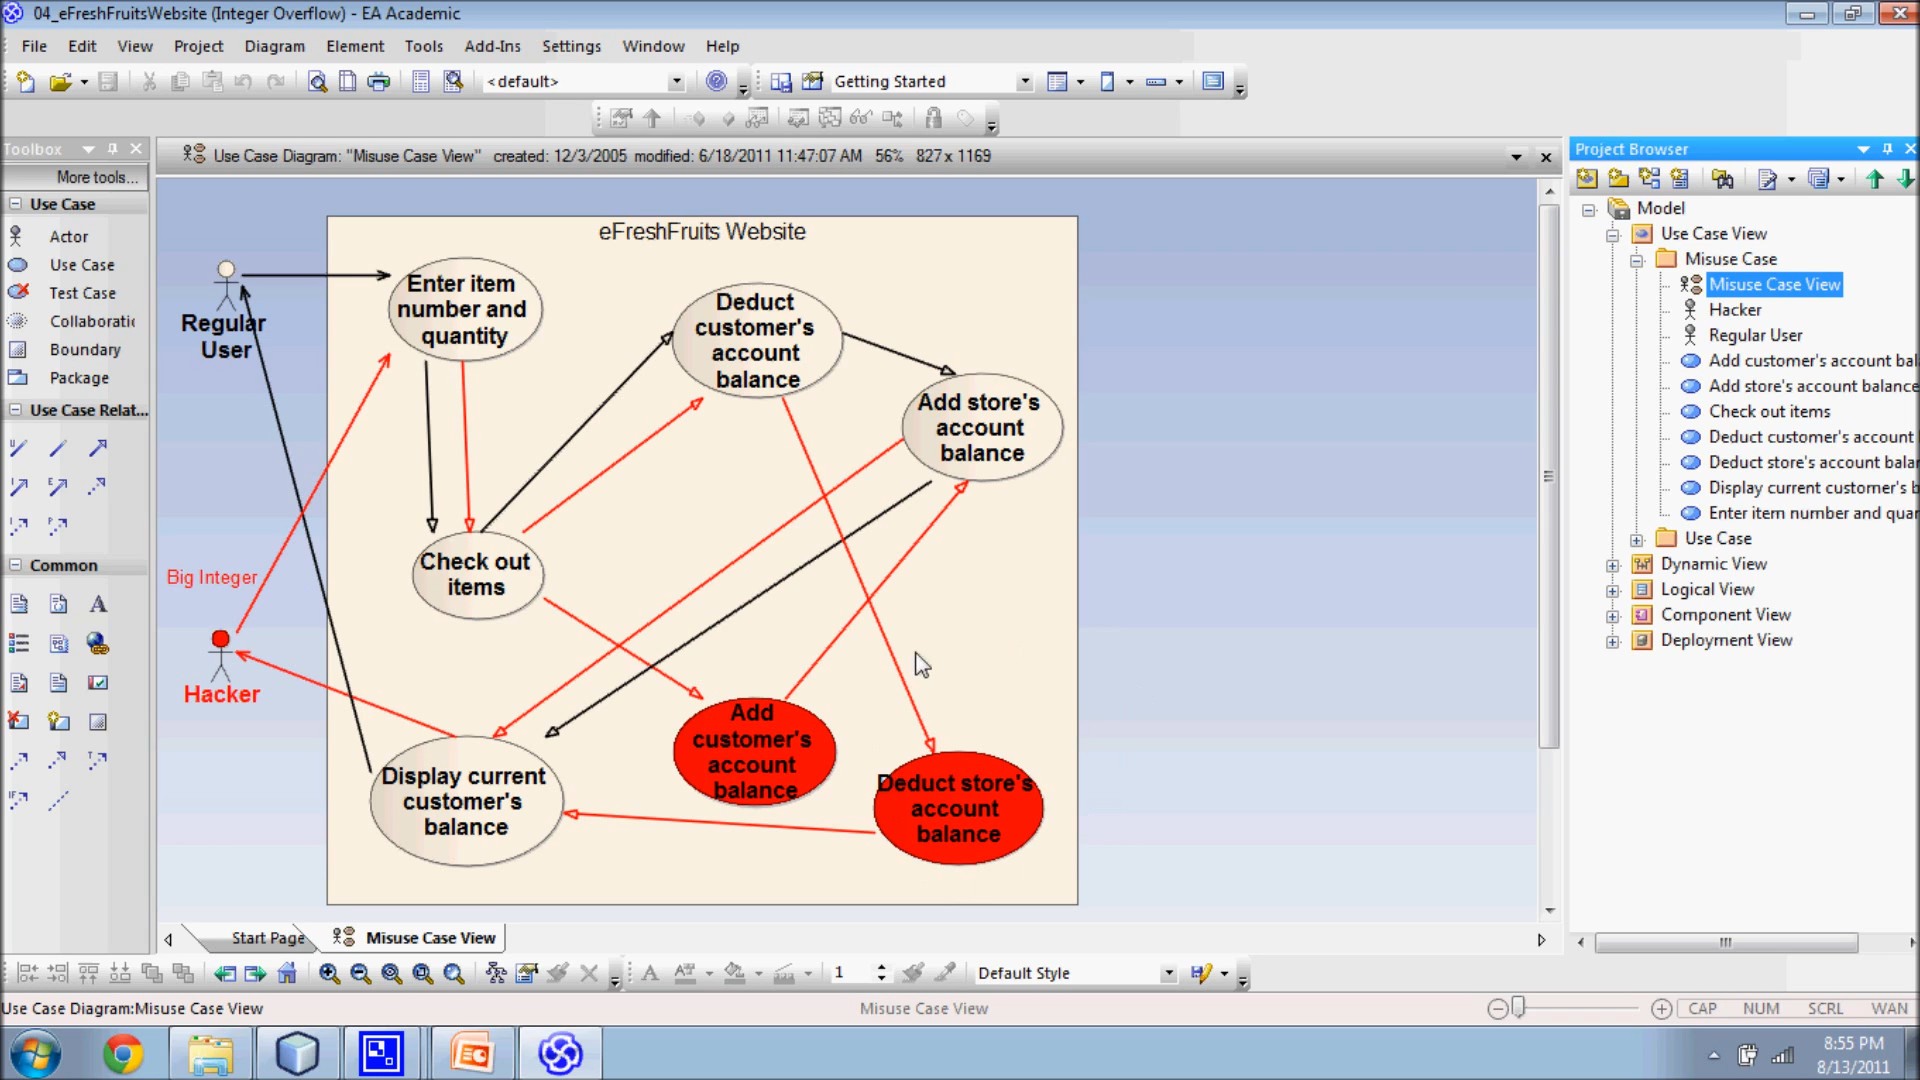 04_eFreshFruitsWebsite (Integer Overflow) - EA Academic
File Edit View Project Diagram Element Tools Add-Ins Settings Window Help
<default>
Getting Started
Toolbox
More tools...
Use Case
Actor
Use Case
Test Case
Collaboratic
Boundary
Package
Use Case Relat...
Common
Use Case Diagram: "Misuse Case View" created: 12/3/2005 modified: 6/18/2011 11:47:07 AM 56% 827 x 1169
eFreshFruits Website
Regular
User
Enter item
number and
quantity
Deduct
customer's
account
balance
Add store's
account
balance
Check out
items
Big Integer
Hacker
Add
customer's
account
balance
Deduct store's
account
balance
Display current
customer's
balance
Start Page
Misuse Case View
Project Browser
Model
Use Case View
Misuse Case
Misuse Case View
Hacker
Regular User
Add customer's account bal
Add store's account balance
Check out items
Deduct customer's account
Deduct store's account balar
Display current customer's b
Enter item number and quar
Use Case
Dynamic View
Logical View
Component View
Deployment View
1
Default Style
Use Case Diagram:Misuse Case View
Misuse Case View
CAP NUM SCRL WAN
8:55 PM
8/13/2011